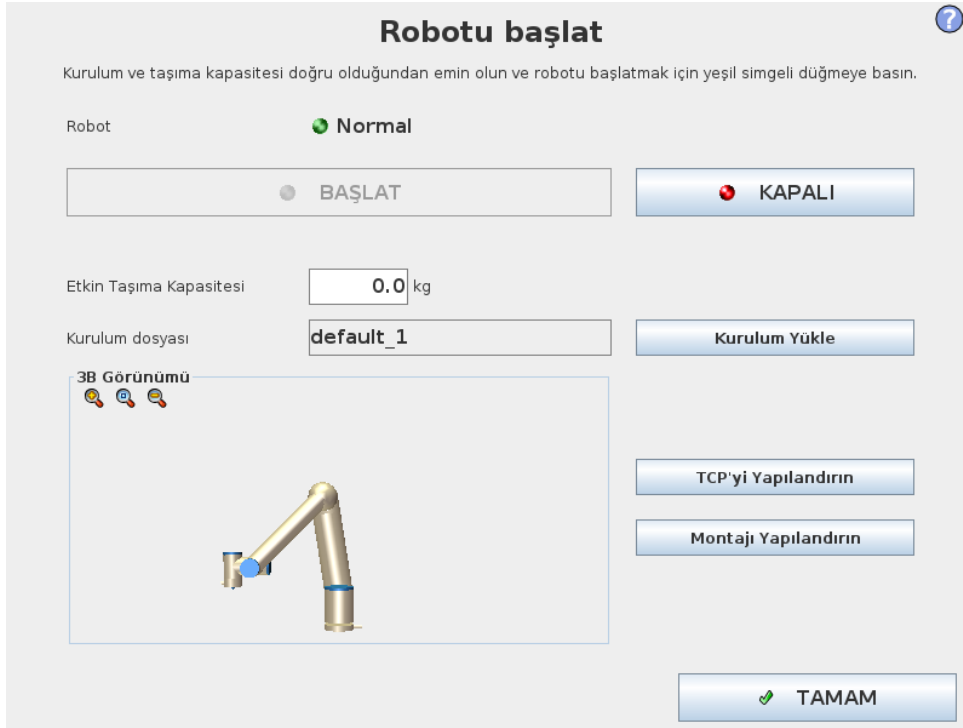 Robotu başlat
?
Kurulum ve taşıma kapasitesi doğru olduğundan emin olun ve robotu başlatmak için yeşil simgeli düğmeye basın.
Robot Normal
BAŞLAT KAPALI
Etkin Taşıma Kapasitesi 0.0 kg
Kurulum dosyası default_1 Kurulum Yükle
3B Görünümü
TCP'yi Yapılandırın
Montajı Yapılandırın
TAMAM